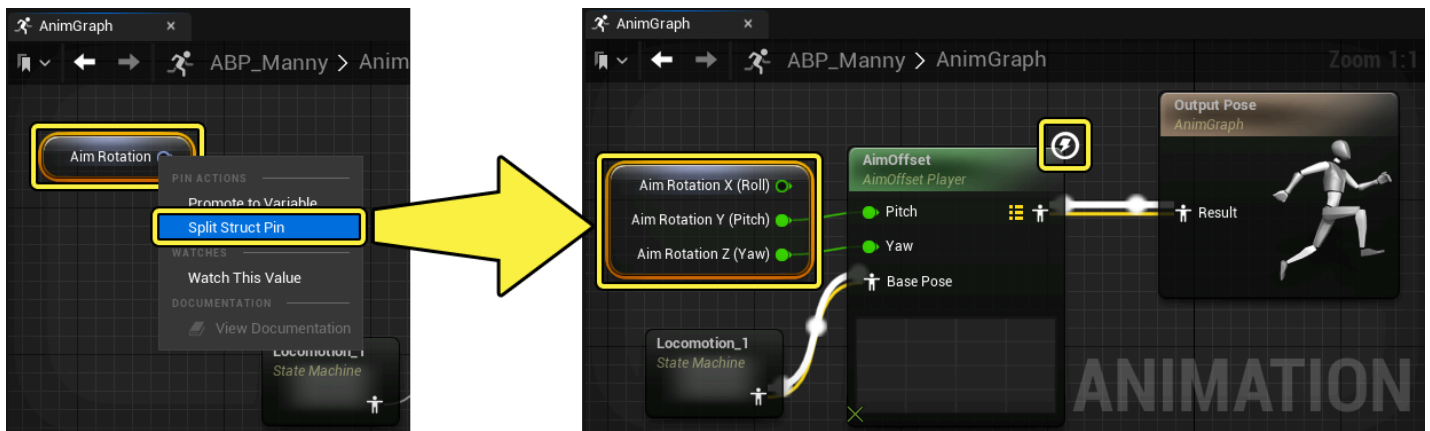 AnimGraph
ABP_Manny > Anim
Aim Rotation
PIN ACTIONS
Promote to Variable
Split Struct Pin
WATCHES
Watch This Value
DOCUMENTATION
View Documentation
Locomotion_1
State Machine
AnimGraph
ABP_Manny > AnimGraph
Zoom 1:1
Aim Rotation X (Roll)
Aim Rotation Y (Pitch)
Aim Rotation Z (Yaw)
Locomotion_1
State Machine
AimOffset
AimOffset Player
Pitch
Yaw
Base Pose
Output Pose
AnimGraph
Result
ANIMATION